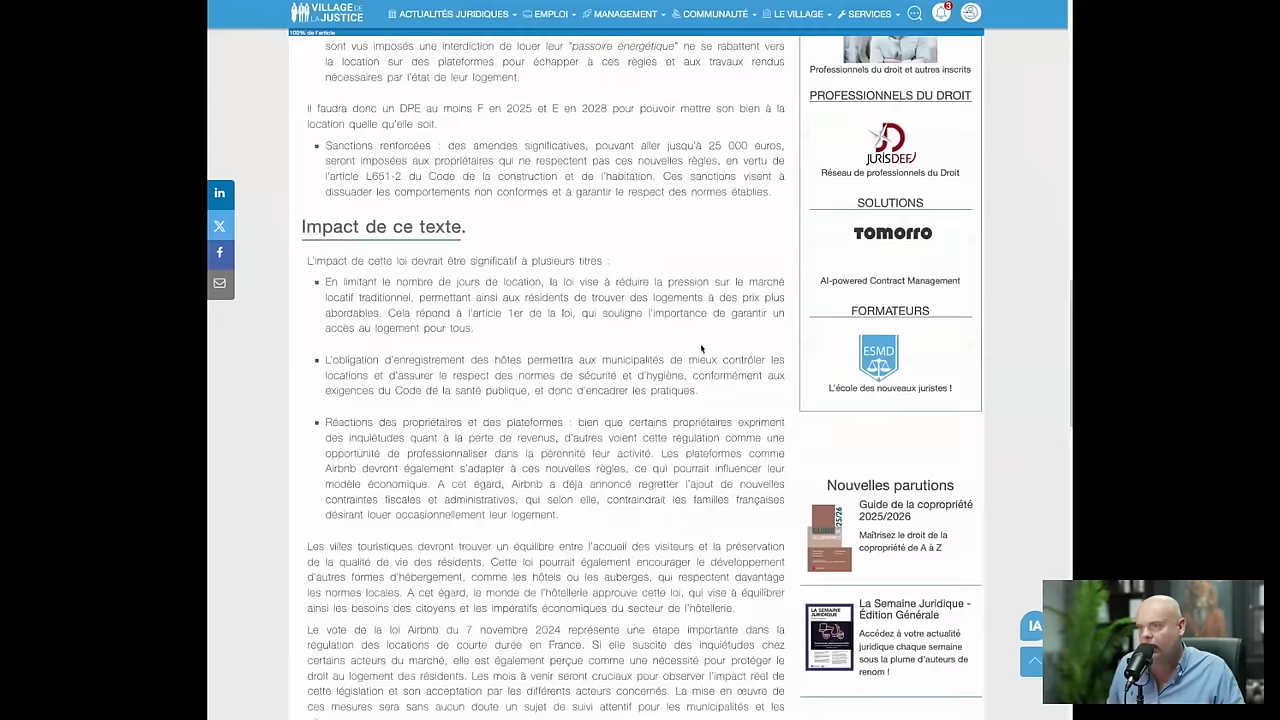 VILLAGE DE LA JUSTICE
ACTUALITÉS JURIDIQUES
EMPLOI
MANAGEMENT
COMMUNAUTÉ
LE VILLAGE
SERVICES
3
100% de l'article
sont vus imposés une interdiction de louer leur "passoire énergétique" ne se rabattent vers
la location sur des plateformes pour échapper à ces règles et aux travaux rendus
nécessaires par l'état de leur logement.
Il faudra donc un DPE au moins F en 2025 et E en 2028 pour pouvoir mettre son bien à la
location quelle qu'elle soit.
Sanctions renforcées : des amendes significatives, pouvant aller jusqu'à 25 000 euros,
seront imposées aux propriétaires qui ne respectent pas ces nouvelles règles, en vertu de
l'article L651-2 du Code de la construction et de l'habitation. Ces sanctions visent à
dissuader les comportements non conformes et à garantir le respect des normes établies.
Impact de ce texte.
L'impact de cette loi devrait être significatif à plusieurs titres :
En limitant le nombre de jours de location, la loi vise à réduire la pression sur le marché
locatif traditionnel, permettant ainsi aux résidents de trouver des logements à des prix plus
abordables. Cela répond à l'article 1er de la loi, qui souligne l'importance de garantir un
accès au logement pour tous.
L'obligation d'enregistrement des hôtes permettra aux municipalités de mieux contrôler les
locations et d'assurer le respect des normes de sécurité et d'hygiène, conformément aux
exigences du Code de la santé publique, et donc d'encadrer les pratiques.
Réactions des propriétaires et des plateformes : bien que certains propriétaires expriment
des inquiétudes quant à la perte de revenus, d'autres voient cette régulation comme une
opportunité de professionnaliser dans la pérennité leur activité. Les plateformes comme
Airbnb devront également s'adapter à ces nouvelles règles, ce qui pourrait influencer leur
modèle économique. A cet égard, Airbnb a déjà annoncé regretter l'ajout de nouvelles
contraintes fiscales et administratives, qui selon elle, contraindrait les familles françaises
désirant louer occasionnellement leur logement.
Les villes touristiques devront trouver un équilibre entre l'accueil des visiteurs et la préservation
de la qualité de vie des résidents. Cette loi pourrait également encourager le développement
d'autres formes d'hébergement, comme les hôtels ou les auberges, qui respectent davantage
les normes locales. A cet égard, le monde de l'hôtellerie approuve cette loi, qui vise à équilibrer
ainsi les besoins des citoyens et les impératifs économiques du secteur de l'hôtellerie.
Le vote de la loi Airbnb du 7 novembre 2024 représente une étape importante dans la
régulation des locations de courte durée en France. Si elle suscite des inquiétudes chez
certains acteurs du marché, elle est également perçue comme une nécessité pour protéger le
droit au logement des résidents. Les mois à venir seront cruciaux pour observer l'impact réel de
cette législation et son acceptation par les différents acteurs concernés. La mise en œuvre de
ces mesures sera sans aucun doute un sujet de suivi attentif pour les municipalités et les
Professionnels du droit et autres inscrits
PROFESSIONNELS DU DROIT
JURISDEFI
Réseau de professionnels du Droit
SOLUTIONS
Tomorro
AI-powered Contract Management
FORMATEURS
ESMD
L'école des nouveaux juristes !
Nouvelles parutions
Guide de la copropriété
2025/2026
Maîtrisez le droit de la
copropriété de A à Z
25/26
La Semaine Juridique -
Édition Générale
LA SEMAINE
JURIDIQUE
Accédez à votre actualité
juridique chaque semaine
sous la plume d'auteurs de
renom !
IA